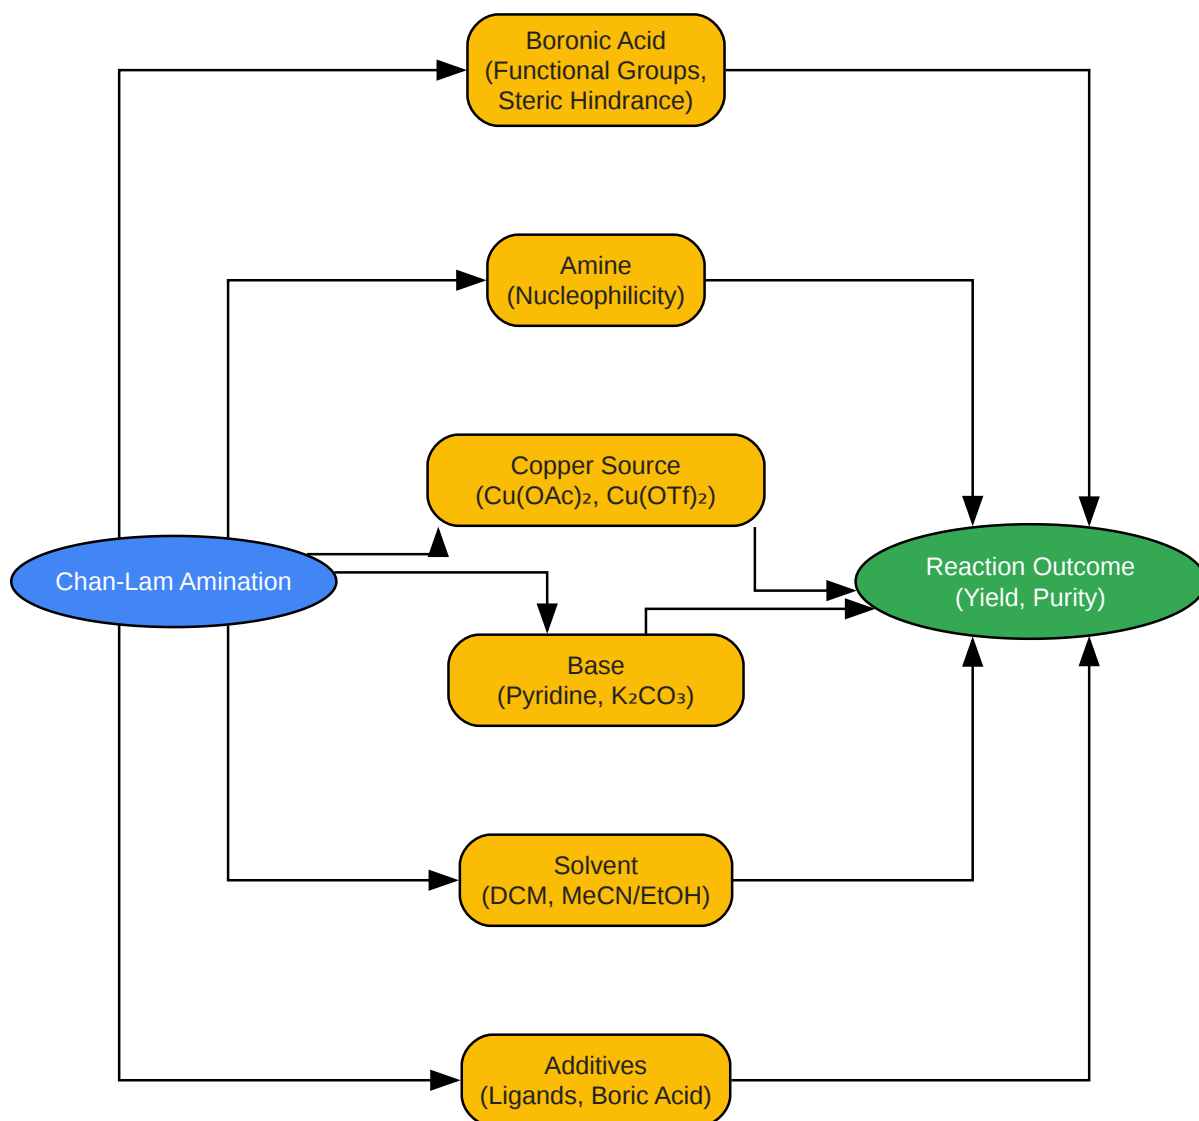 Boronic Acid
(Functional Groups,
Steric Hindrance)
Amine
(Nucleophilicity)
Copper Source
(Cu(OAc)₂, Cu(OTf)₂)
Chan-Lam Amination
Reaction Outcome
(Yield, Purity)
Base
(Pyridine, K₂CO₃)
Solvent
(DCM, MeCN/EtOH)
Additives
(Ligands, Boric Acid)